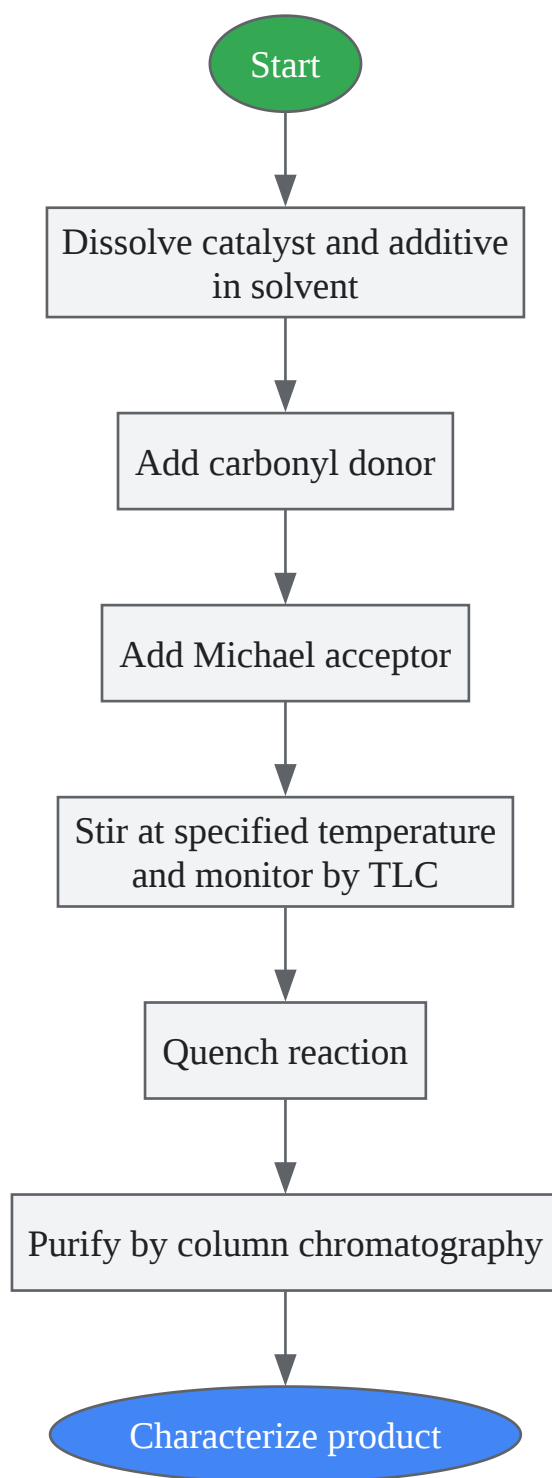 Start
Dissolve catalyst and additive
in solvent
Add carbonyl donor
Add Michael acceptor
Stir at specified temperature
and monitor by TLC
Quench reaction
Purify by column chromatography
Characterize product